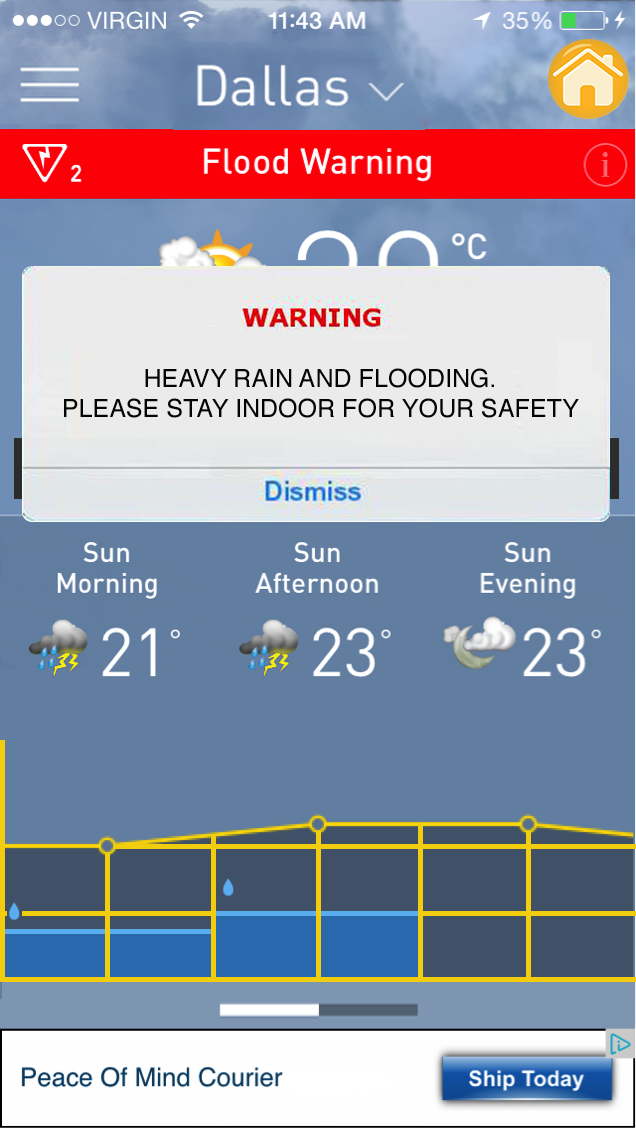 VIRGIN 11:43 AM 35%
Dallas
2 Flood Warning i
°C
WARNING
HEAVY RAIN AND FLOODING.
PLEASE STAY INDOOR FOR YOUR SAFETY
Dismiss
Sun Morning
Sun Afternoon
Sun Evening
21° 23° 23°
Peace Of Mind Courier
Ship Today